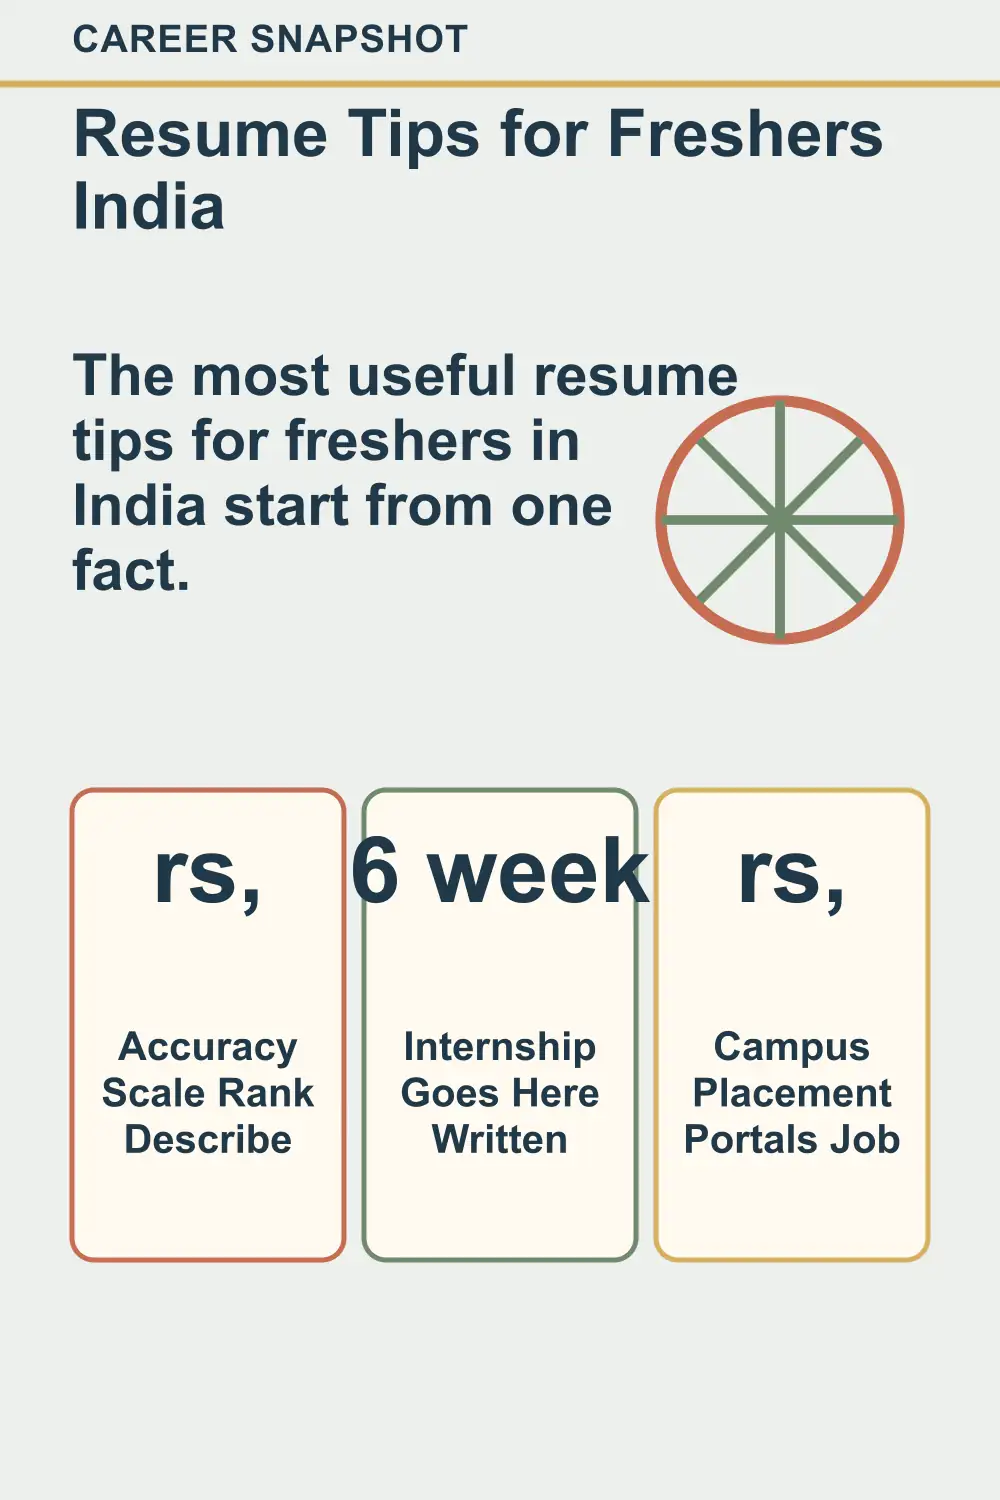 CAREER SNAPSHOT
Resume Tips for Freshers
India
The most useful resume
tips for freshers in
India start from one
fact.
rs,
Accuracy
Scale Rank
Describe
6 week
Internship
Goes Here
Written
rs,
Campus
Placement
Portals Job